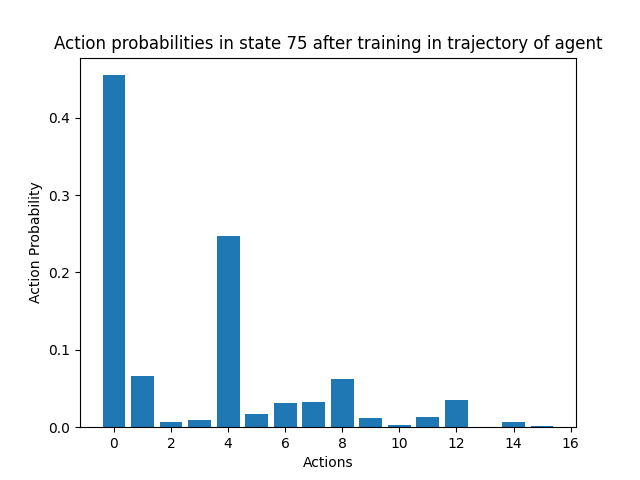 Action probabilities in state 75 after training in trajectory of agent
Action Probability
0.4
0.3
0.2
0.1
0.0
0 2 4 6 8 10 12 14 16
Actions